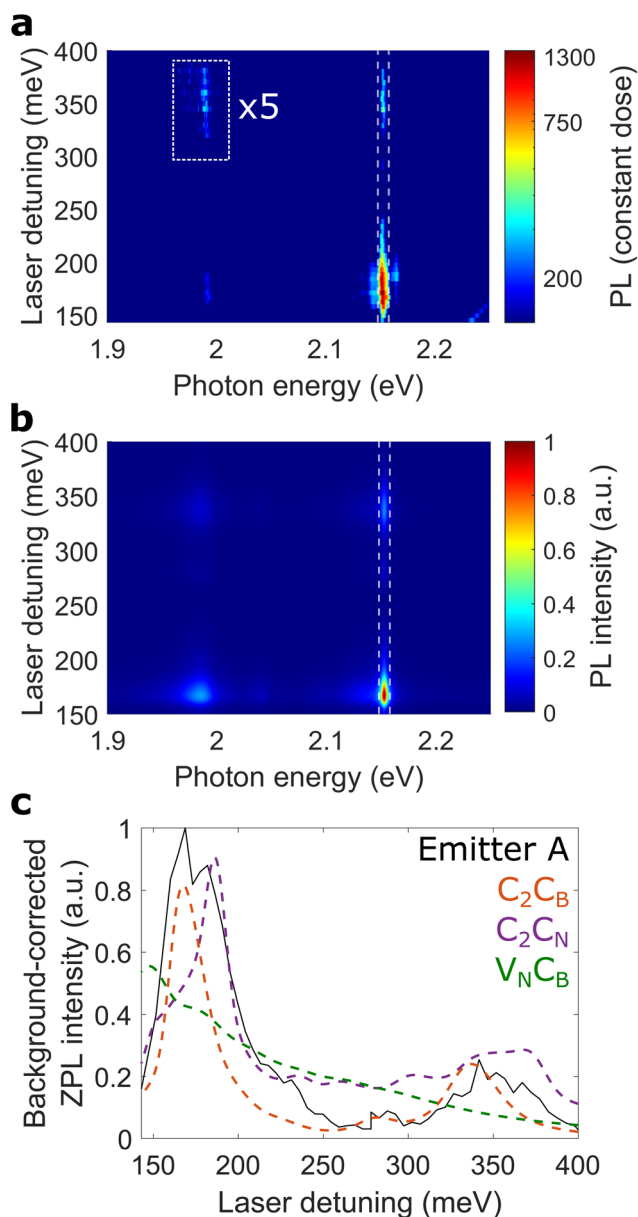 a
Laser detuning (meV)
400
350
300
250
200
150
x5
1.9
2
2.1
2.2
Photon energy (eV)
1300
750
200
PL (constant dose)
b
Laser detuning (meV)
400
350
300
250
200
150
1.9
2
2.1
2.2
Photon energy (eV)
1
0.8
0.6
0.4
0.2
0
PL intensity (a.u.)
c
Background-corrected
ZPL intensity (a.u.)
1
0.8
0.6
0.4
0.2
0
Emitter A
C₂C_B
C₂C_N
V_NC_B
150
200
250
300
350
400
Laser detuning (meV)